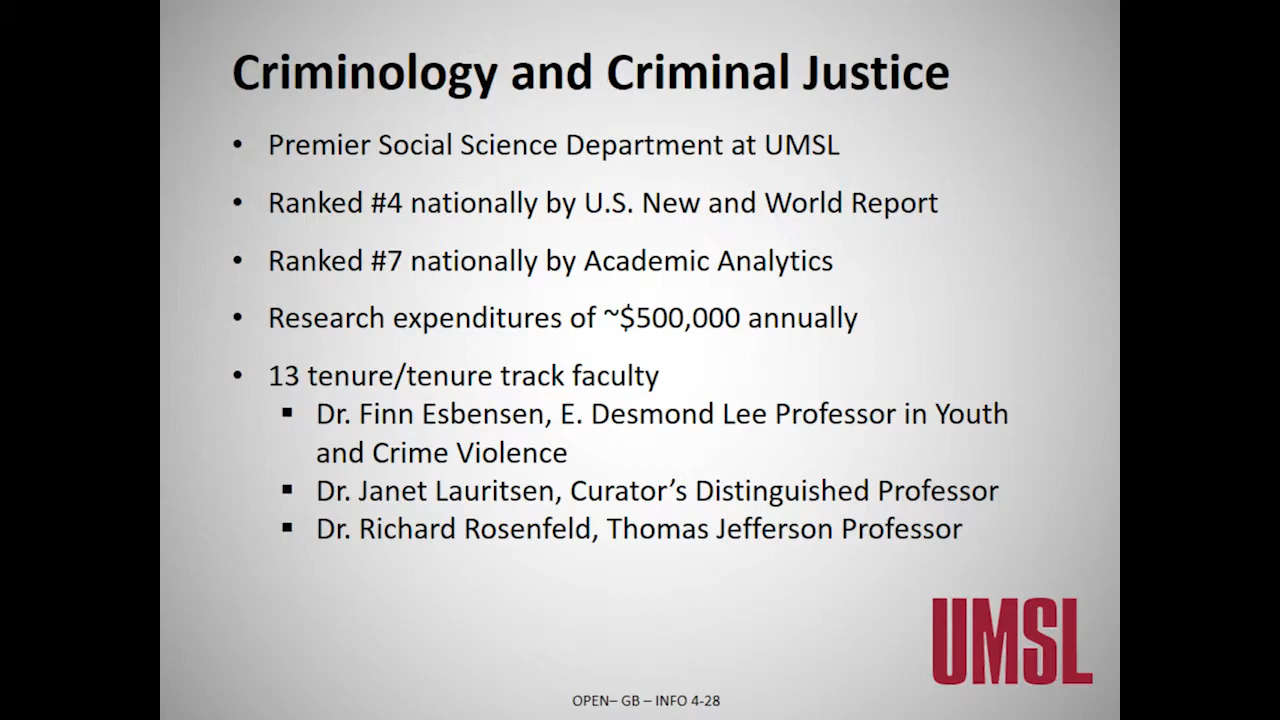 Criminology and Criminal Justice
• Premier Social Science Department at UMSL
• Ranked #4 nationally by U.S. New and World Report
• Ranked #7 nationally by Academic Analytics
• Research expenditures of ~$500,000 annually
• 13 tenure/tenure track faculty
▪ Dr. Finn Esbensen, E. Desmond Lee Professor in Youth
and Crime Violence
▪ Dr. Janet Lauritsen, Curator’s Distinguished Professor
▪ Dr. Richard Rosenfeld, Thomas Jefferson Professor
UMSL
OPEN– GB – INFO 4-28